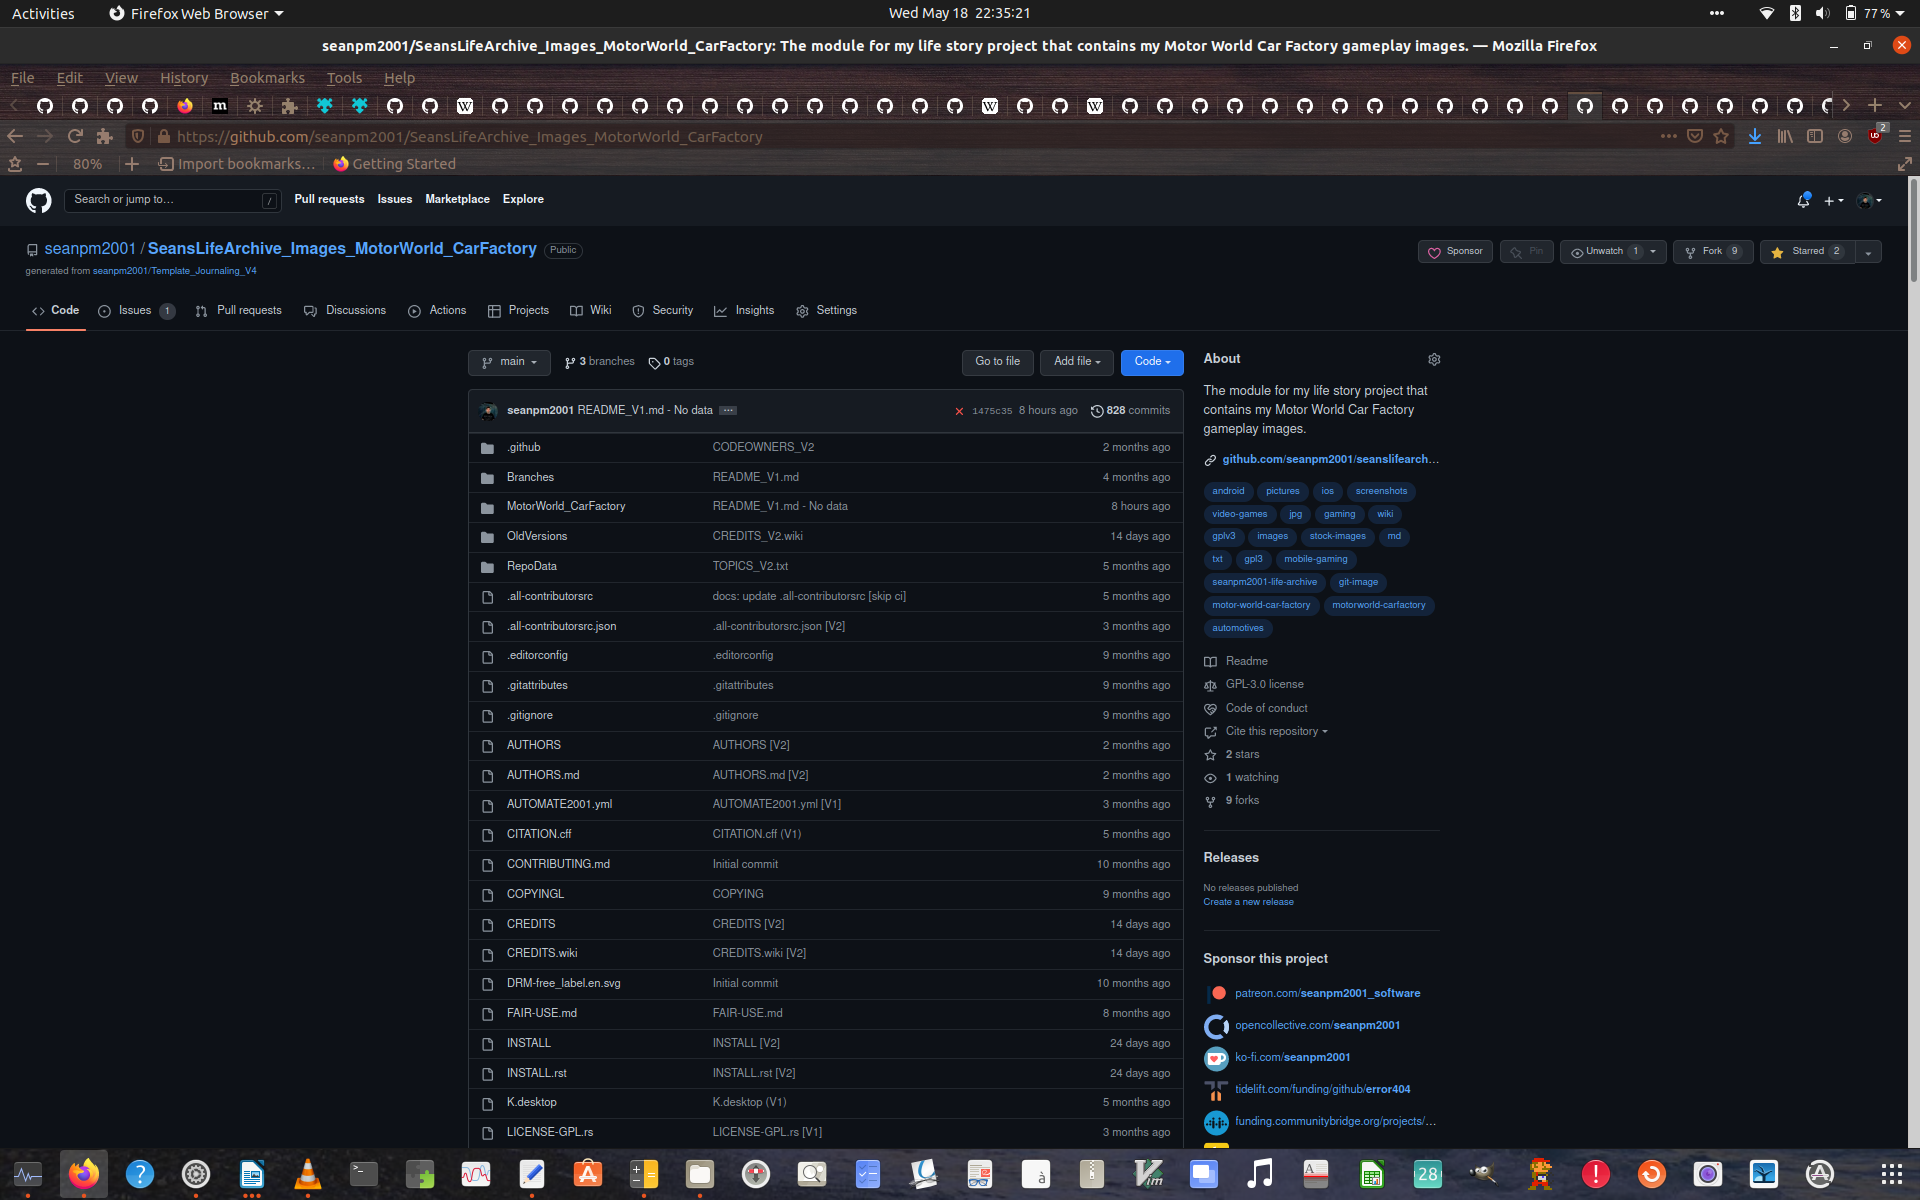 Activities
Firefox Web Browser
Wed May 18 22:35:21
77 %
seanpm2001/SeansLifeArchive_Images_MotorWorld_CarFactory: The module for my life story project that contains my Motor World Car Factory gameplay images. — Mozilla Firefox
File Edit View History Bookmarks Tools Help
https://github.com/seanpm2001/SeansLifeArchive_Images_MotorWorld_CarFactory
2
80%
Import bookmarks...
Getting Started
Search or jump to... /
Pull requests Issues Marketplace Explore
seanpm2001 / SeansLifeArchive_Images_MotorWorld_CarFactory Public
generated from seanpm2001/Template_Journaling_V4
Sponsor
Pin
Unwatch 1
Fork 9
Starred 2
Code
Issues 1
Pull requests
Discussions
Actions
Projects
Wiki
Security
Insights
Settings
main
3 branches
0 tags
Go to file
Add file
Code
seanpm2001 README_V1.md - No data ... 1475c35 8 hours ago 828 commits
.github CODEOWNERS_V2 2 months ago
Branches README_V1.md 4 months ago
MotorWorld_CarFactory README_V1.md - No data 8 hours ago
OldVersions CREDITS_V2.wiki 14 days ago
RepoData TOPICS_V2.txt 5 months ago
.all-contributorsrc docs: update .all-contributorsrc [skip ci] 5 months ago
.all-contributorsrc.json .all-contributorsrc.json [V2] 3 months ago
.editorconfig .editorconfig 9 months ago
.gitattributes .gitattributes 9 months ago
.gitignore .gitignore 9 months ago
AUTHORS AUTHORS [V2] 2 months ago
AUTHORS.md AUTHORS.md [V2] 2 months ago
AUTOMATE2001.yml AUTOMATE2001.yml [V1] 3 months ago
CITATION.cff CITATION.cff (V1) 5 months ago
CONTRIBUTING.md Initial commit 10 months ago
COPYINGL COPYING 9 months ago
CREDITS CREDITS [V2] 14 days ago
CREDITS.wiki CREDITS.wiki [V2] 14 days ago
DRM-free_label.en.svg Initial commit 10 months ago
FAIR-USE.md FAIR-USE.md 8 months ago
INSTALL INSTALL [V2] 24 days ago
INSTALL.rst INSTALL.rst [V2] 24 days ago
K.desktop K.desktop (V1) 5 months ago
LICENSE-GPL.rs LICENSE-GPL.rs [V1] 3 months ago
About
The module for my life story project that
contains my Motor World Car Factory
gameplay images.
github.com/seanpm2001/seanslifearch...
android pictures ios screenshots
video-games jpg gaming wiki
gplv3 images stock-images md
txt gpl3 mobile-gaming
seanpm2001-life-archive git-image
motor-world-car-factory motorworld-carfactory
automotives
Readme
GPL-3.0 license
Code of conduct
Cite this repository
2 stars
1 watching
9 forks
Releases
No releases published
Create a new release
Sponsor this project
patreon.com/seanpm2001_software
opencollective.com/seanpm2001
ko-fi.com/seanpm2001
tidelift.com/funding/github/error404
funding.communitybridge.org/projects/...
28